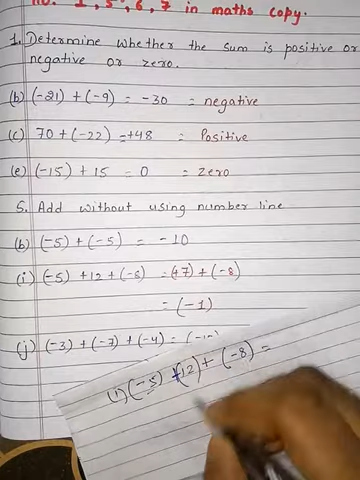 no. 1, 5, 6, 7 in maths copy.
1. Determine whether the sum is positive or
negative or zero.
(b) (-21) + (-9) = -30 = negative
(c) 70 + (-22) = +48 = Positive
(e) (-15) + 15 = 0 = zero
5. Add without using number line
(b) (-5) + (-5) = -10
(i) (-5) + 12 + (-8) = (+7) + (-8)
= (-1)
(j) (-3) + (-7) + (-4) =
(i) (-5) + (12) + (-8) =